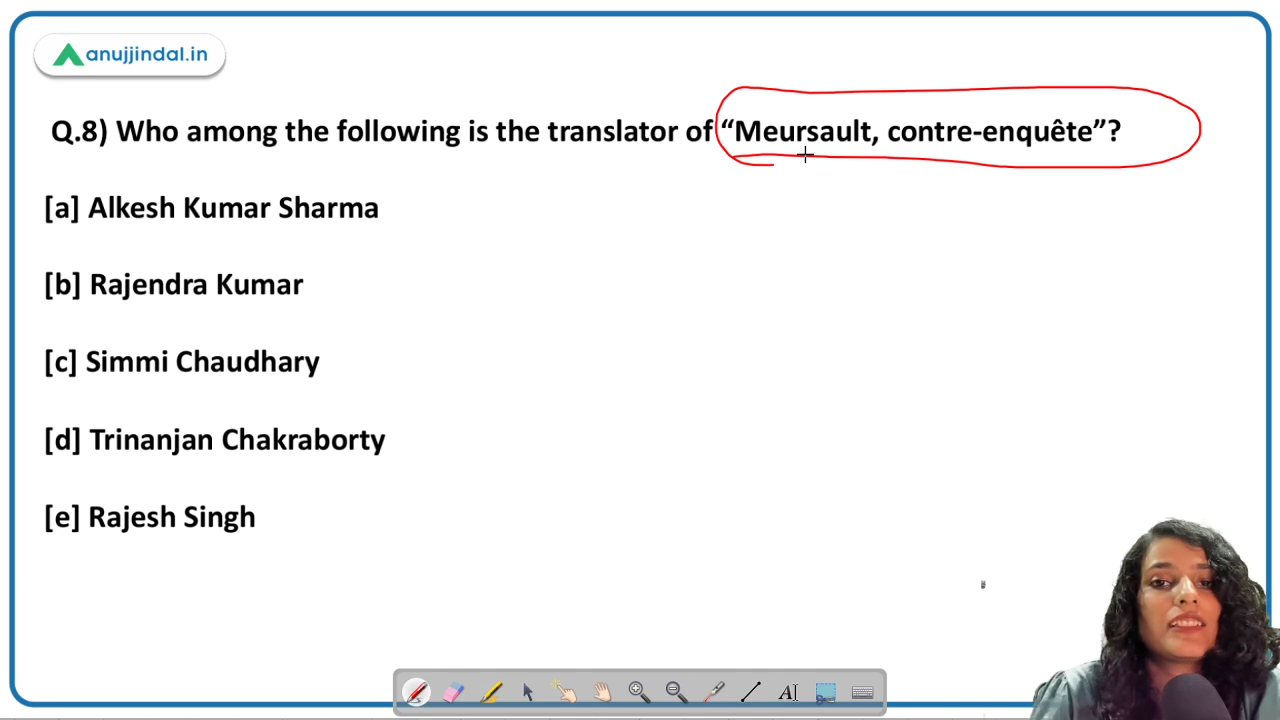 anujjindal.in
Q.8) Who among the following is the translator of “Meursault, contre-enquête”?
[a] Alkesh Kumar Sharma
[b] Rajendra Kumar
[c] Simmi Chaudhary
[d] Trinanjan Chakraborty
[e] Rajesh Singh
AI